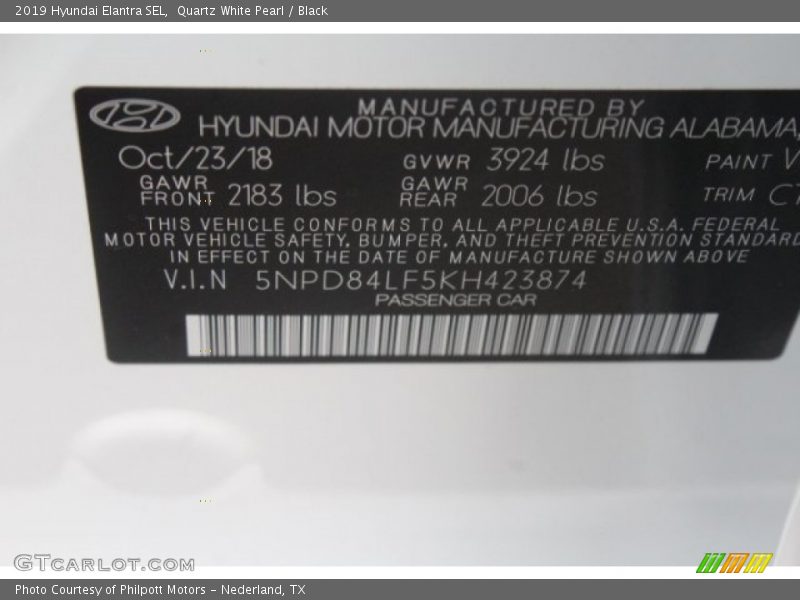 2019 Hyundai Elantra SEL, Quartz White Pearl / Black
MANUFACTURED BY
HYUNDAI MOTOR MANUFACTURING ALABAMA,
Oct/23/18 GVWR 3924 lbs PAINT
GAWR FRONT 2183 lbs GAWR REAR 2006 lbs TRIM
THIS VEHICLE CONFORMS TO ALL APPLICABLE U.S.A. FEDERAL
MOTOR VEHICLE SAFETY, BUMPER, AND THEFT PREVENTION STANDARD
IN EFFECT ON THE DATE OF MANUFACTURE SHOWN ABOVE
V.I.N 5NPD84LF5KH423874
PASSENGER CAR
GTCARLOT.COM
Photo Courtesy of Philpott Motors - Nederland, TX